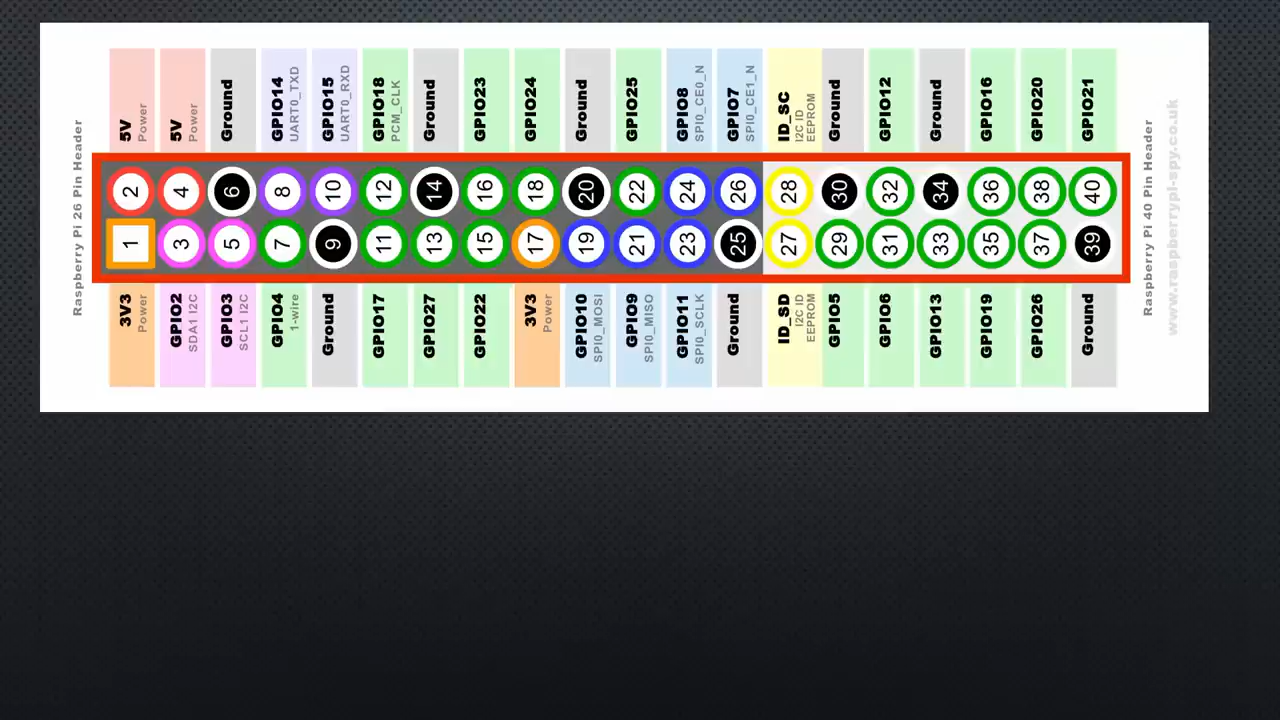 Raspberry Pi 26 Pin Header
5V
Power
5V
Power
Ground
GPIO14
UART0_TXD
GPIO15
UART0_RXD
GPIO18
PCM_CLK
Ground
GPIO23
GPIO24
Ground
GPIO25
GPIO8
SPI0_CE0_N
GPIO7
SPI0_CE1_N
ID_SC
I2C ID
EEPROM
Ground
GPIO12
Ground
GPIO16
GPIO20
GPIO21
2 4 6 8 10 12 14 16 18 20 22 24 26 28 30 32 34 36 38 40
1 3 5 7 9 11 13 15 17 19 21 23 25 27 29 31 33 35 37 39
3V3
Power
GPIO2
SDA1 I2C
GPIO3
SCL1 I2C
GPIO4
1-wire
Ground
GPIO17
GPIO27
GPIO22
3V3
Power
GPIO10
SPI0_MOSI
GPIO9
SPI0_MISO
GPIO11
SPI0_SCLK
Ground
ID_SD
I2C ID
EEPROM
GPIO5
GPIO6
GPIO13
GPIO19
GPIO26
Ground
Raspberry Pi 40 Pin Header
www.raspberrypi-spy.co.uk